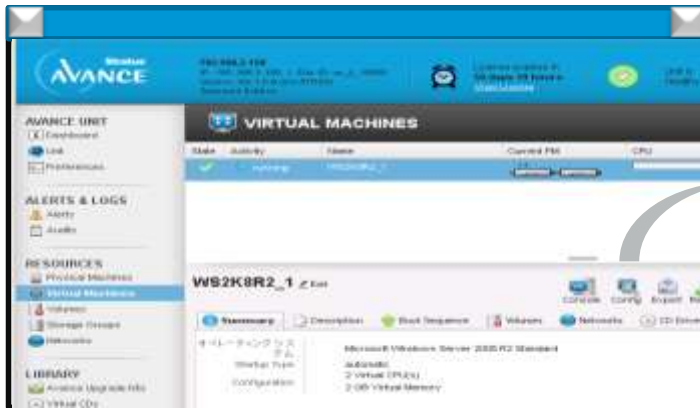 Stratus
AVANCE
AVANCE UNIT
Dashboard
Unit
Preferences
ALERTS & LOGS
Alerts
Audits
RESOURCES
Physical Machines
Virtual Machines
Volumes
Storage Groups
Networks
LIBRARY
Avance Upgrade Kits
Virtual CDs
VIRTUAL MACHINES
State Activity Name Current PM CPU
running WS2K8R2_1
WS2K8R2_1 Edit
Console Config Export
Summary Description Boot Sequence Volumes Networks CD Drives
オペレーティングシス
テム
Microsoft Windows Server 2008 R2 Standard
Startup Type automatic
Configuration 2 Virtual CPU(s)
2 GB Virtual Memory